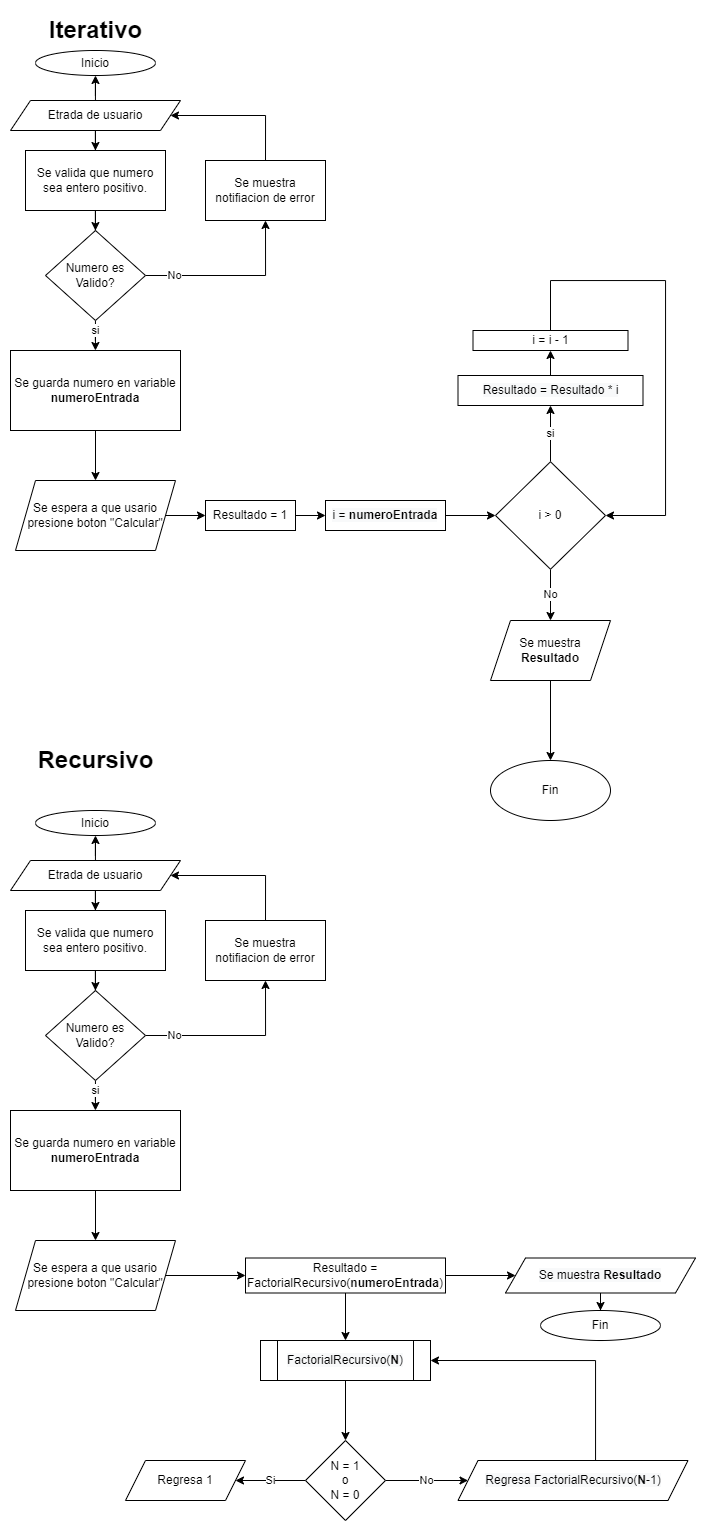 Iterativo
Inicio
Etrada de usuario
Se valida que numero
sea entero positivo.
Se muestra
notifiacion de error
Numero es
Valido?
No
si
Se guarda numero en variable
numeroEntrada
i = i - 1
Resultado = Resultado * i
si
Se espera a que usario
presione boton "Calcular"
Resultado = 1
i = numeroEntrada
i > 0
No
Se muestra
Resultado
Fin
Recursivo
Inicio
Etrada de usuario
Se valida que numero
sea entero positivo.
Se muestra
notifiacion de error
Numero es
Valido?
No
si
Se guarda numero en variable
numeroEntrada
Se espera a que usario
presione boton "Calcular"
Resultado =
FactorialRecursivo(numeroEntrada)
Se muestra Resultado
Fin
FactorialRecursivo(N)
N = 1
o
N = 0
Si
Regresa 1
No
Regresa FactorialRecursivo(N-1)